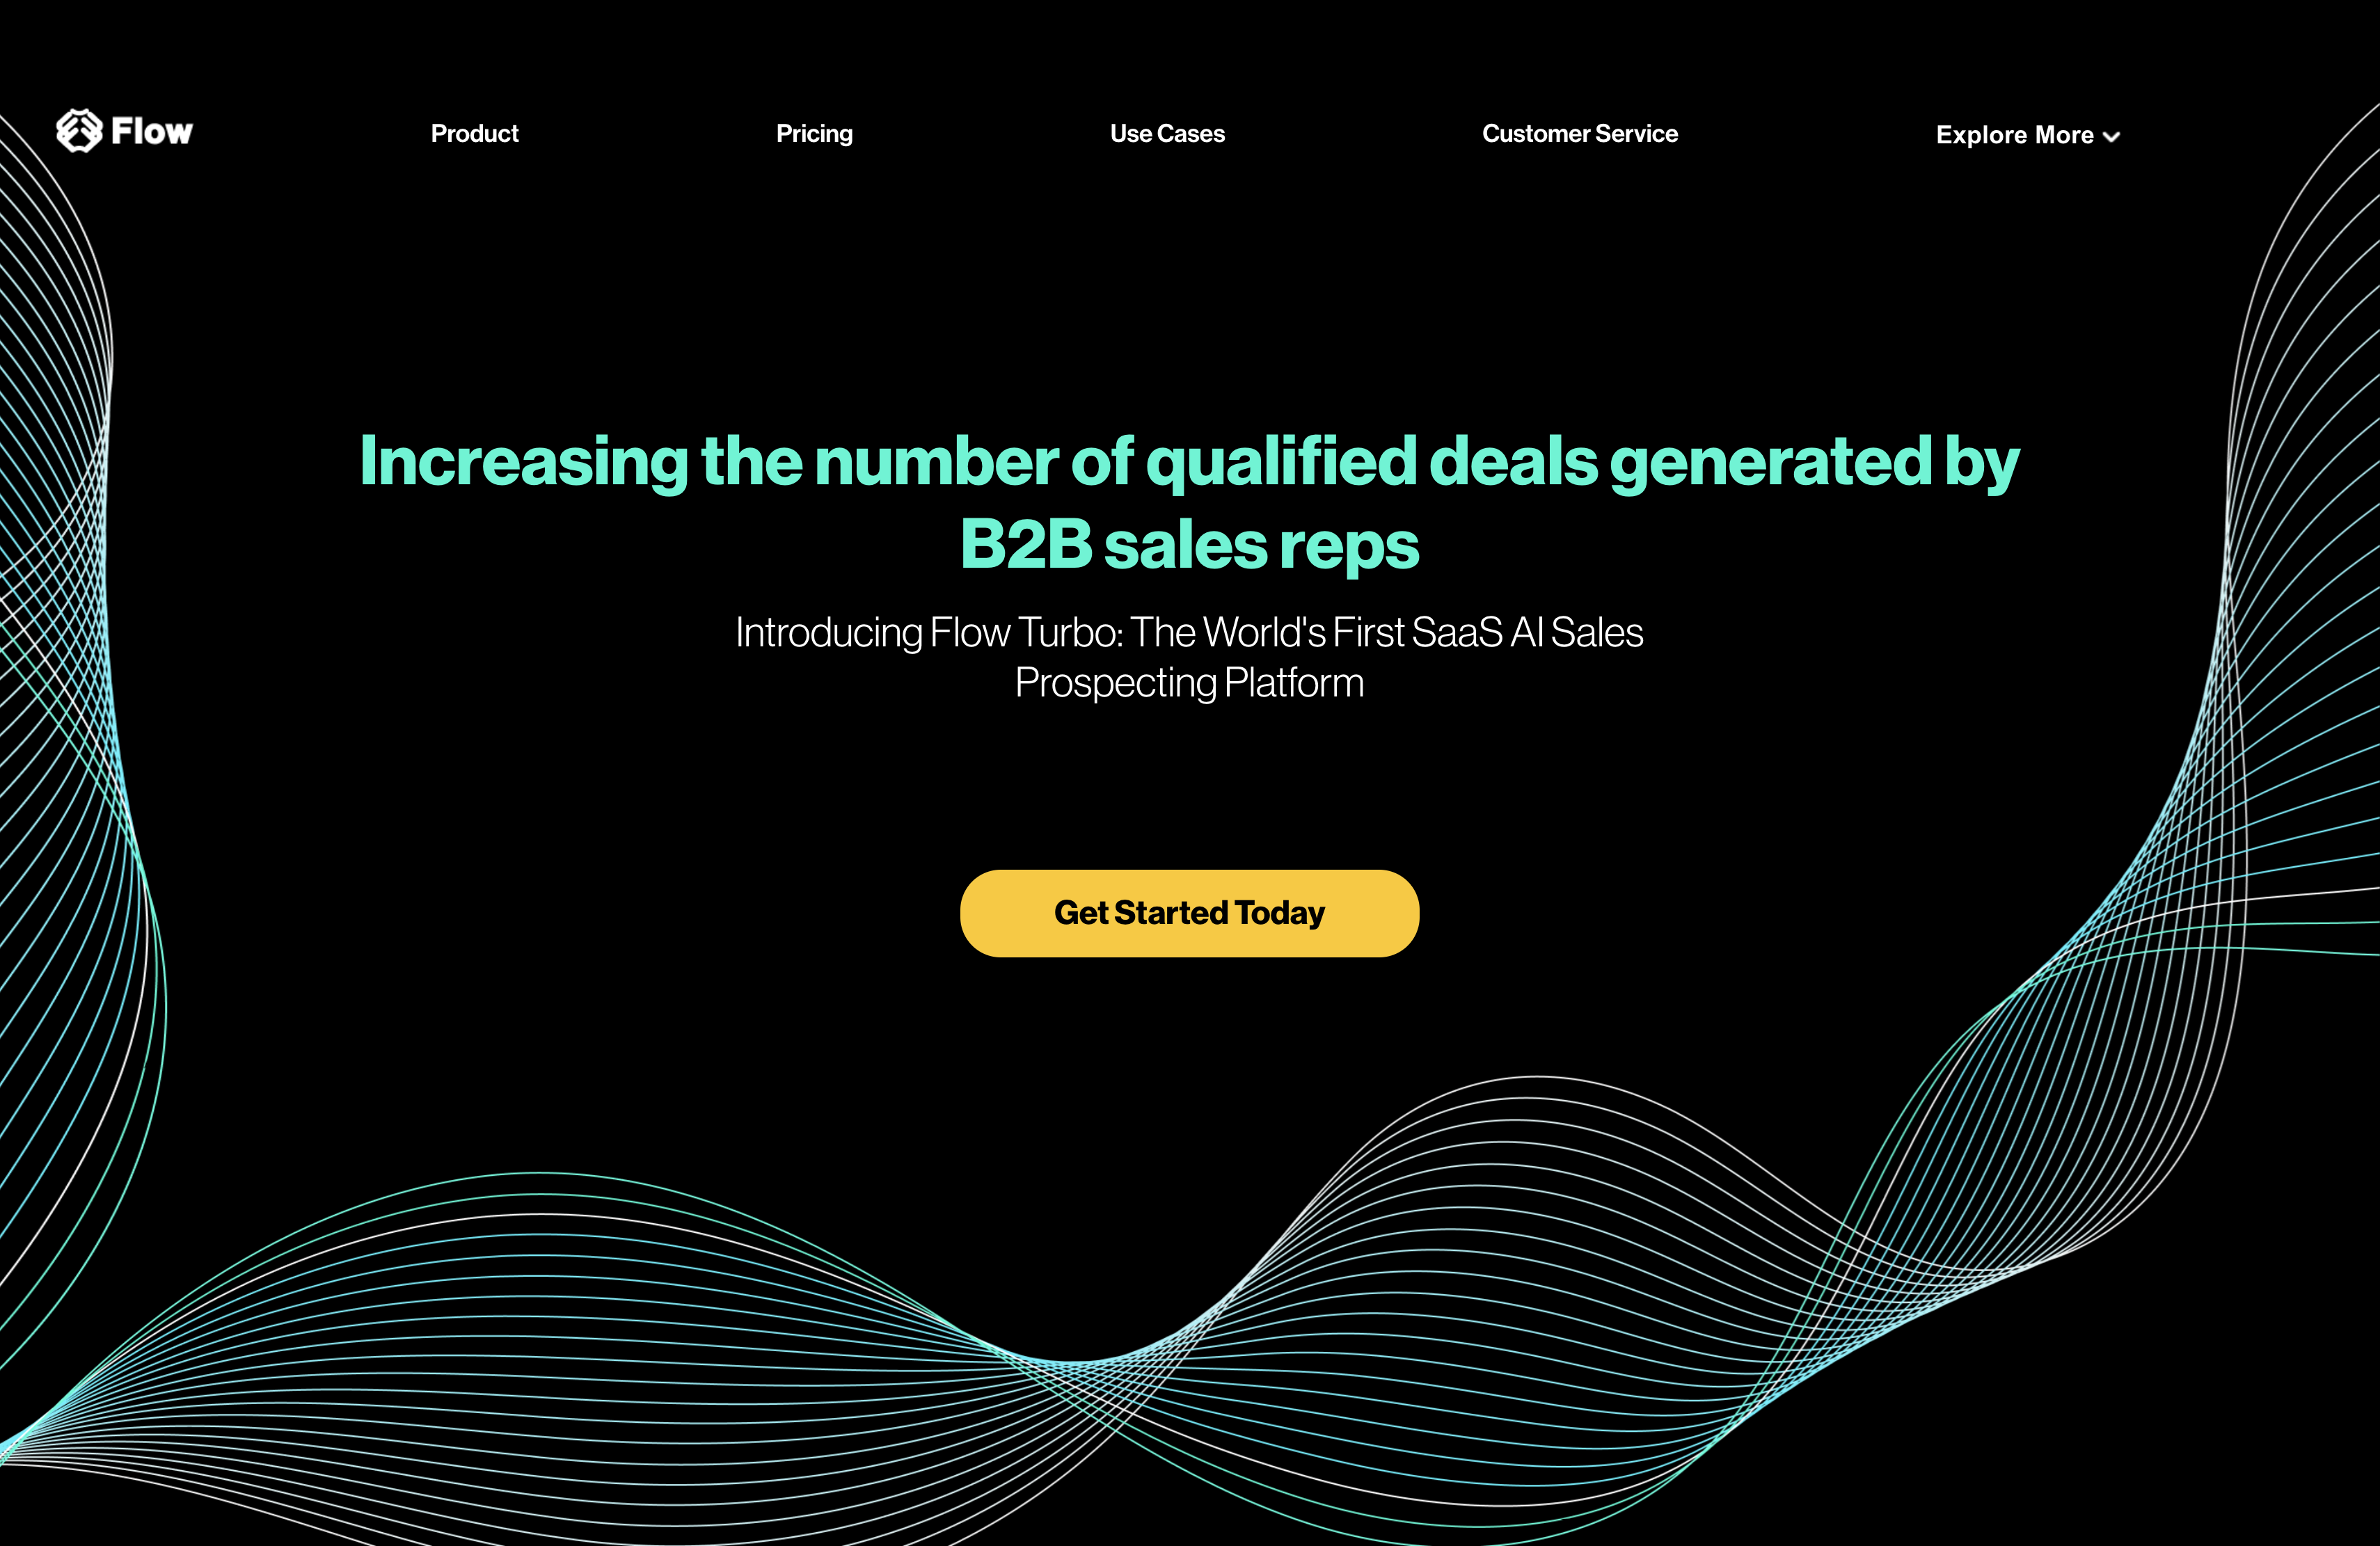 Flow Product Pricing Use Cases Customer Service Explore More
Increasing the number of qualified deals generated by
B2B sales reps
Introducing Flow Turbo: The World's First SaaS AI Sales
Prospecting Platform
Get Started Today